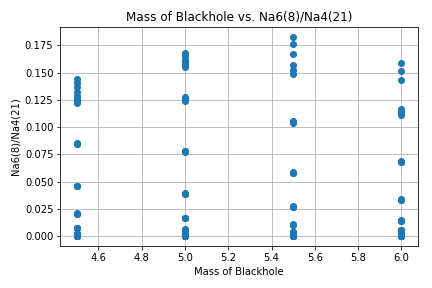 Mass of Blackhole vs. Na6(8)/Na4(21)
0.175
0.150
0.125
0.100
0.075
0.050
0.025
0.000
Na6(8)/Na4(21)
4.6 4.8 5.0 5.2 5.4 5.6 5.8 6.0
Mass of Blackhole